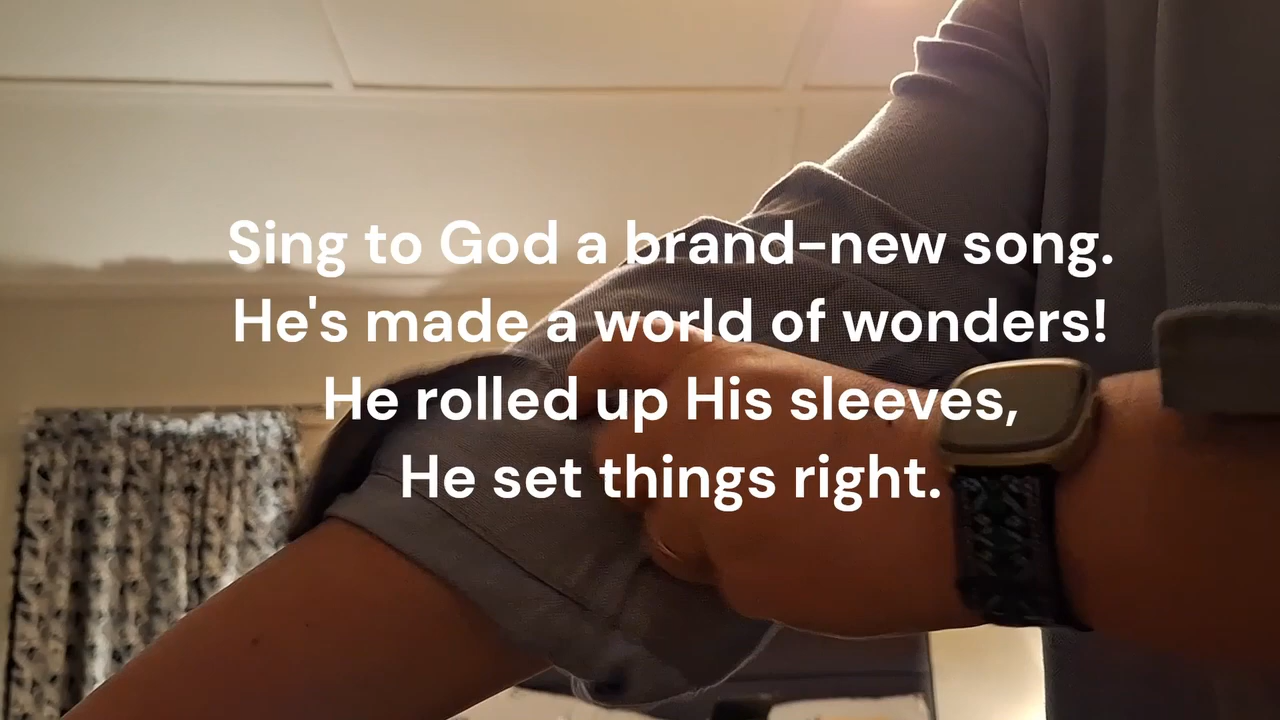 Sing to God a brand-new song.
He's made a world of wonders!
He rolled up His sleeves,
He set things right.